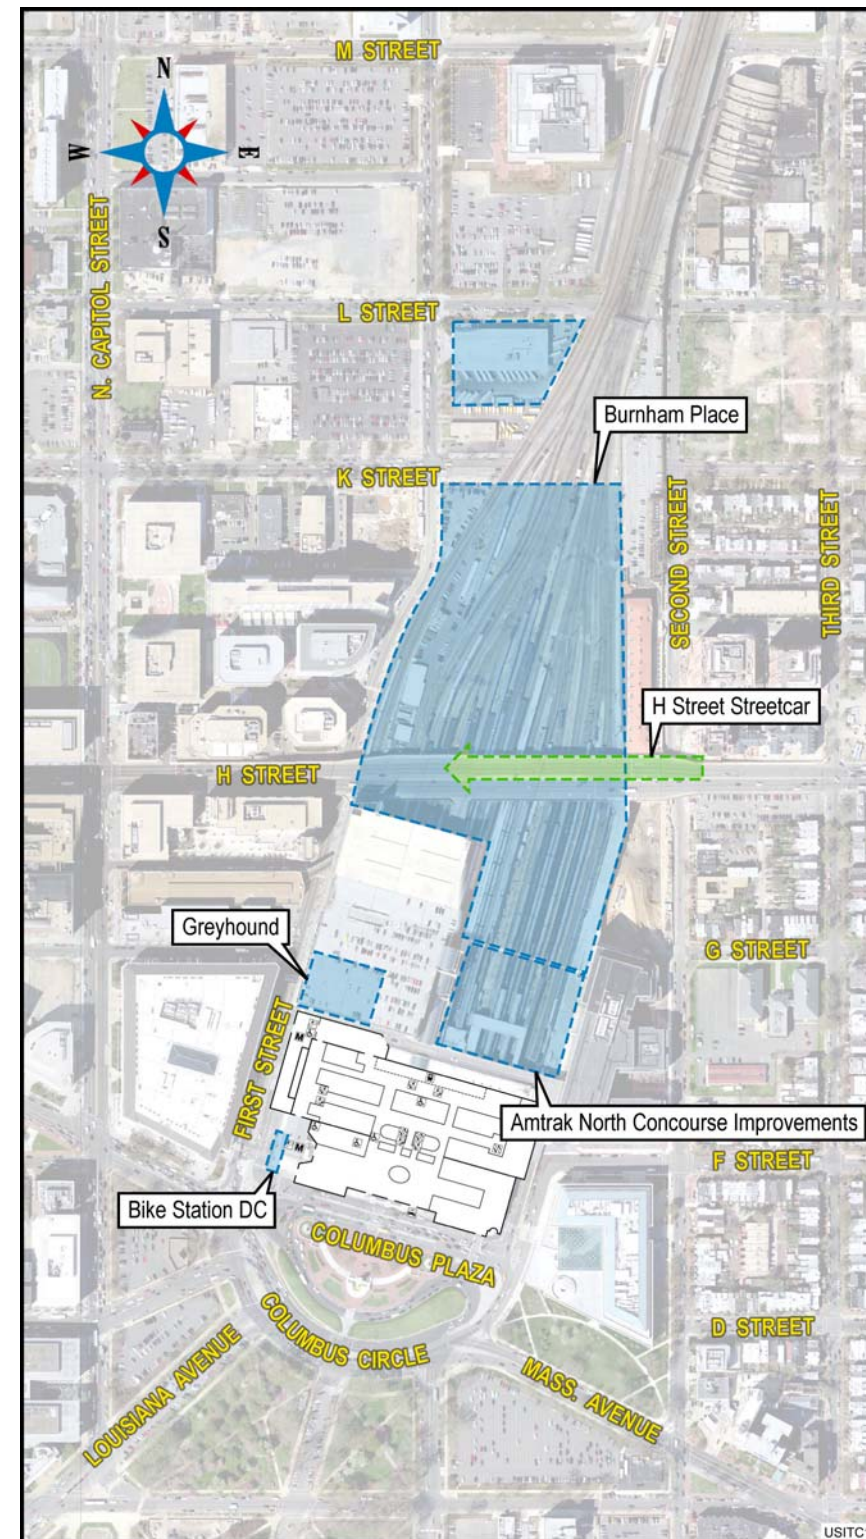 M STREET
N
W
E
S
N. CAPITOL STREET
L STREET
Burnham Place
K STREET
SECOND STREET
THIRD STREET
H Street Streetcar
H STREET
Greyhound
G STREET
FIRST STREET
M
Amtrak North Concourse Improvements
M
F STREET
Bike Station DC
COLUMBUS PLAZA
COLUMBUS CIRCLE
D STREET
LOUISIANA AVENUE
MASS. AVENUE
USITC